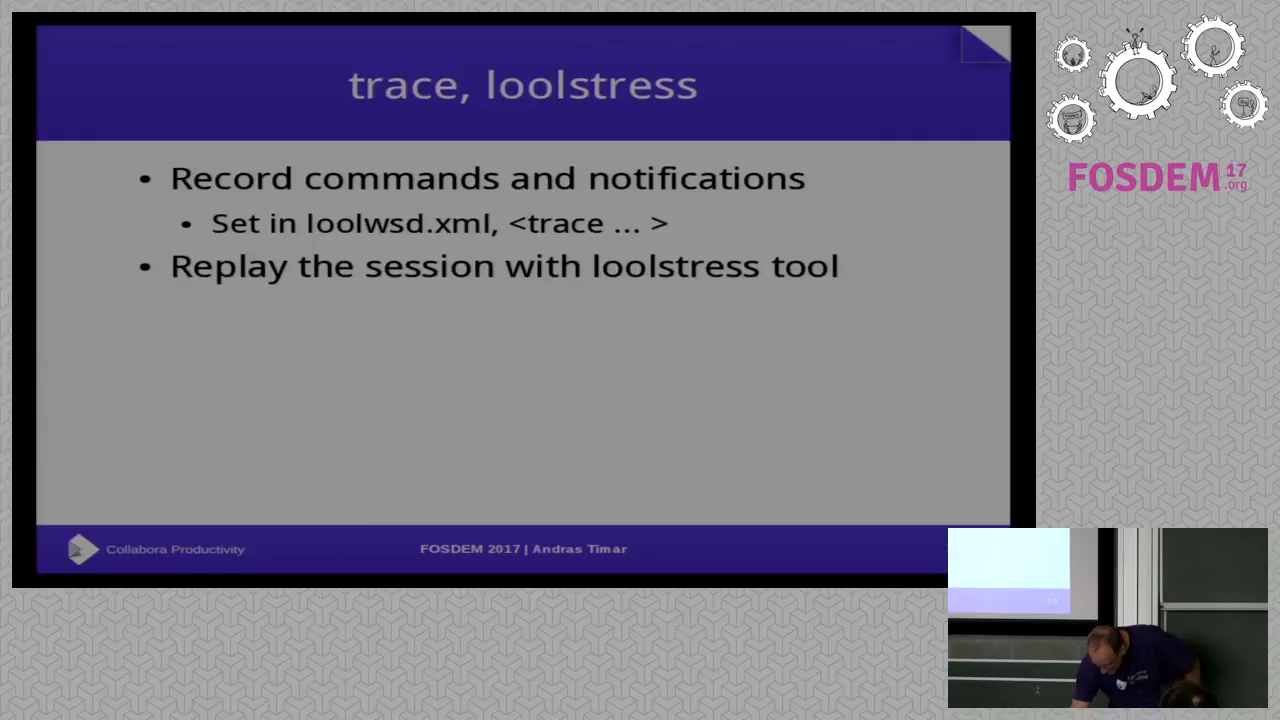 trace, loolstress
• Record commands and notifications
• Set in loolwsd.xml, <trace ... >
• Replay the session with loolstress tool
Collabora Productivity
FOSDEM 2017 | Andras Timar
FOSDEM 17
.org